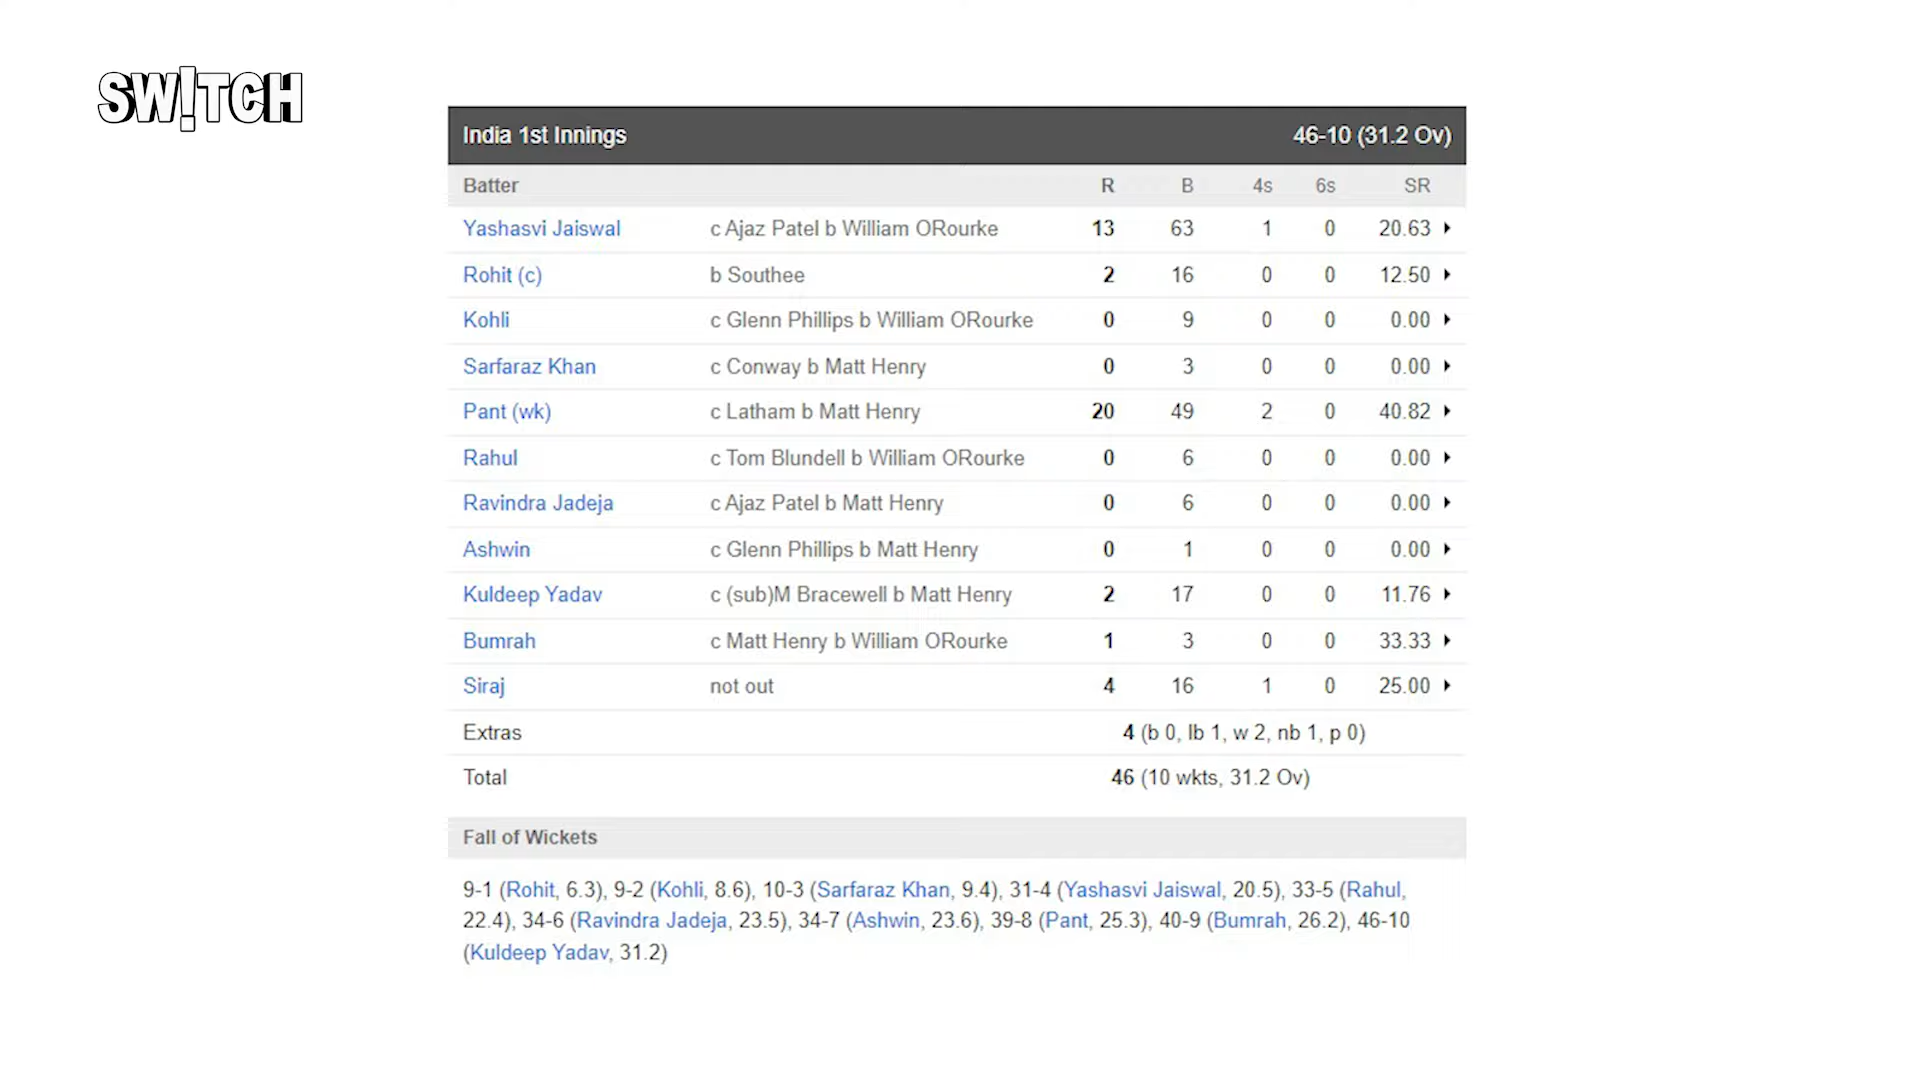 SW!TCH
India 1st Innings 46-10 (31.2 Ov)
Batter R B 4s 6s SR
Yashasvi Jaiswal c Ajaz Patel b William ORourke 13 63 1 0 20.63
Rohit (c) b Southee 2 16 0 0 12.50
Kohli c Glenn Phillips b William ORourke 0 9 0 0 0.00
Sarfaraz Khan c Conway b Matt Henry 0 3 0 0 0.00
Pant (wk) c Latham b Matt Henry 20 49 2 0 40.82
Rahul c Tom Blundell b William ORourke 0 6 0 0 0.00
Ravindra Jadeja c Ajaz Patel b Matt Henry 0 6 0 0 0.00
Ashwin c Glenn Phillips b Matt Henry 0 1 0 0 0.00
Kuldeep Yadav c (sub)M Bracewell b Matt Henry 2 17 0 0 11.76
Bumrah c Matt Henry b William ORourke 1 3 0 0 33.33
Siraj not out 4 16 1 0 25.00
Extras 4 (b 0, lb 1, w 2, nb 1, p 0)
Total 46 (10 wkts, 31.2 Ov)
Fall of Wickets
9-1 (Rohit, 6.3), 9-2 (Kohli, 8.6), 10-3 (Sarfaraz Khan, 9.4), 31-4 (Yashasvi Jaiswal, 20.5), 33-5 (Rahul,
22.4), 34-6 (Ravindra Jadeja, 23.5), 34-7 (Ashwin, 23.6), 39-8 (Pant, 25.3), 40-9 (Bumrah, 26.2), 46-10
(Kuldeep Yadav, 31.2)